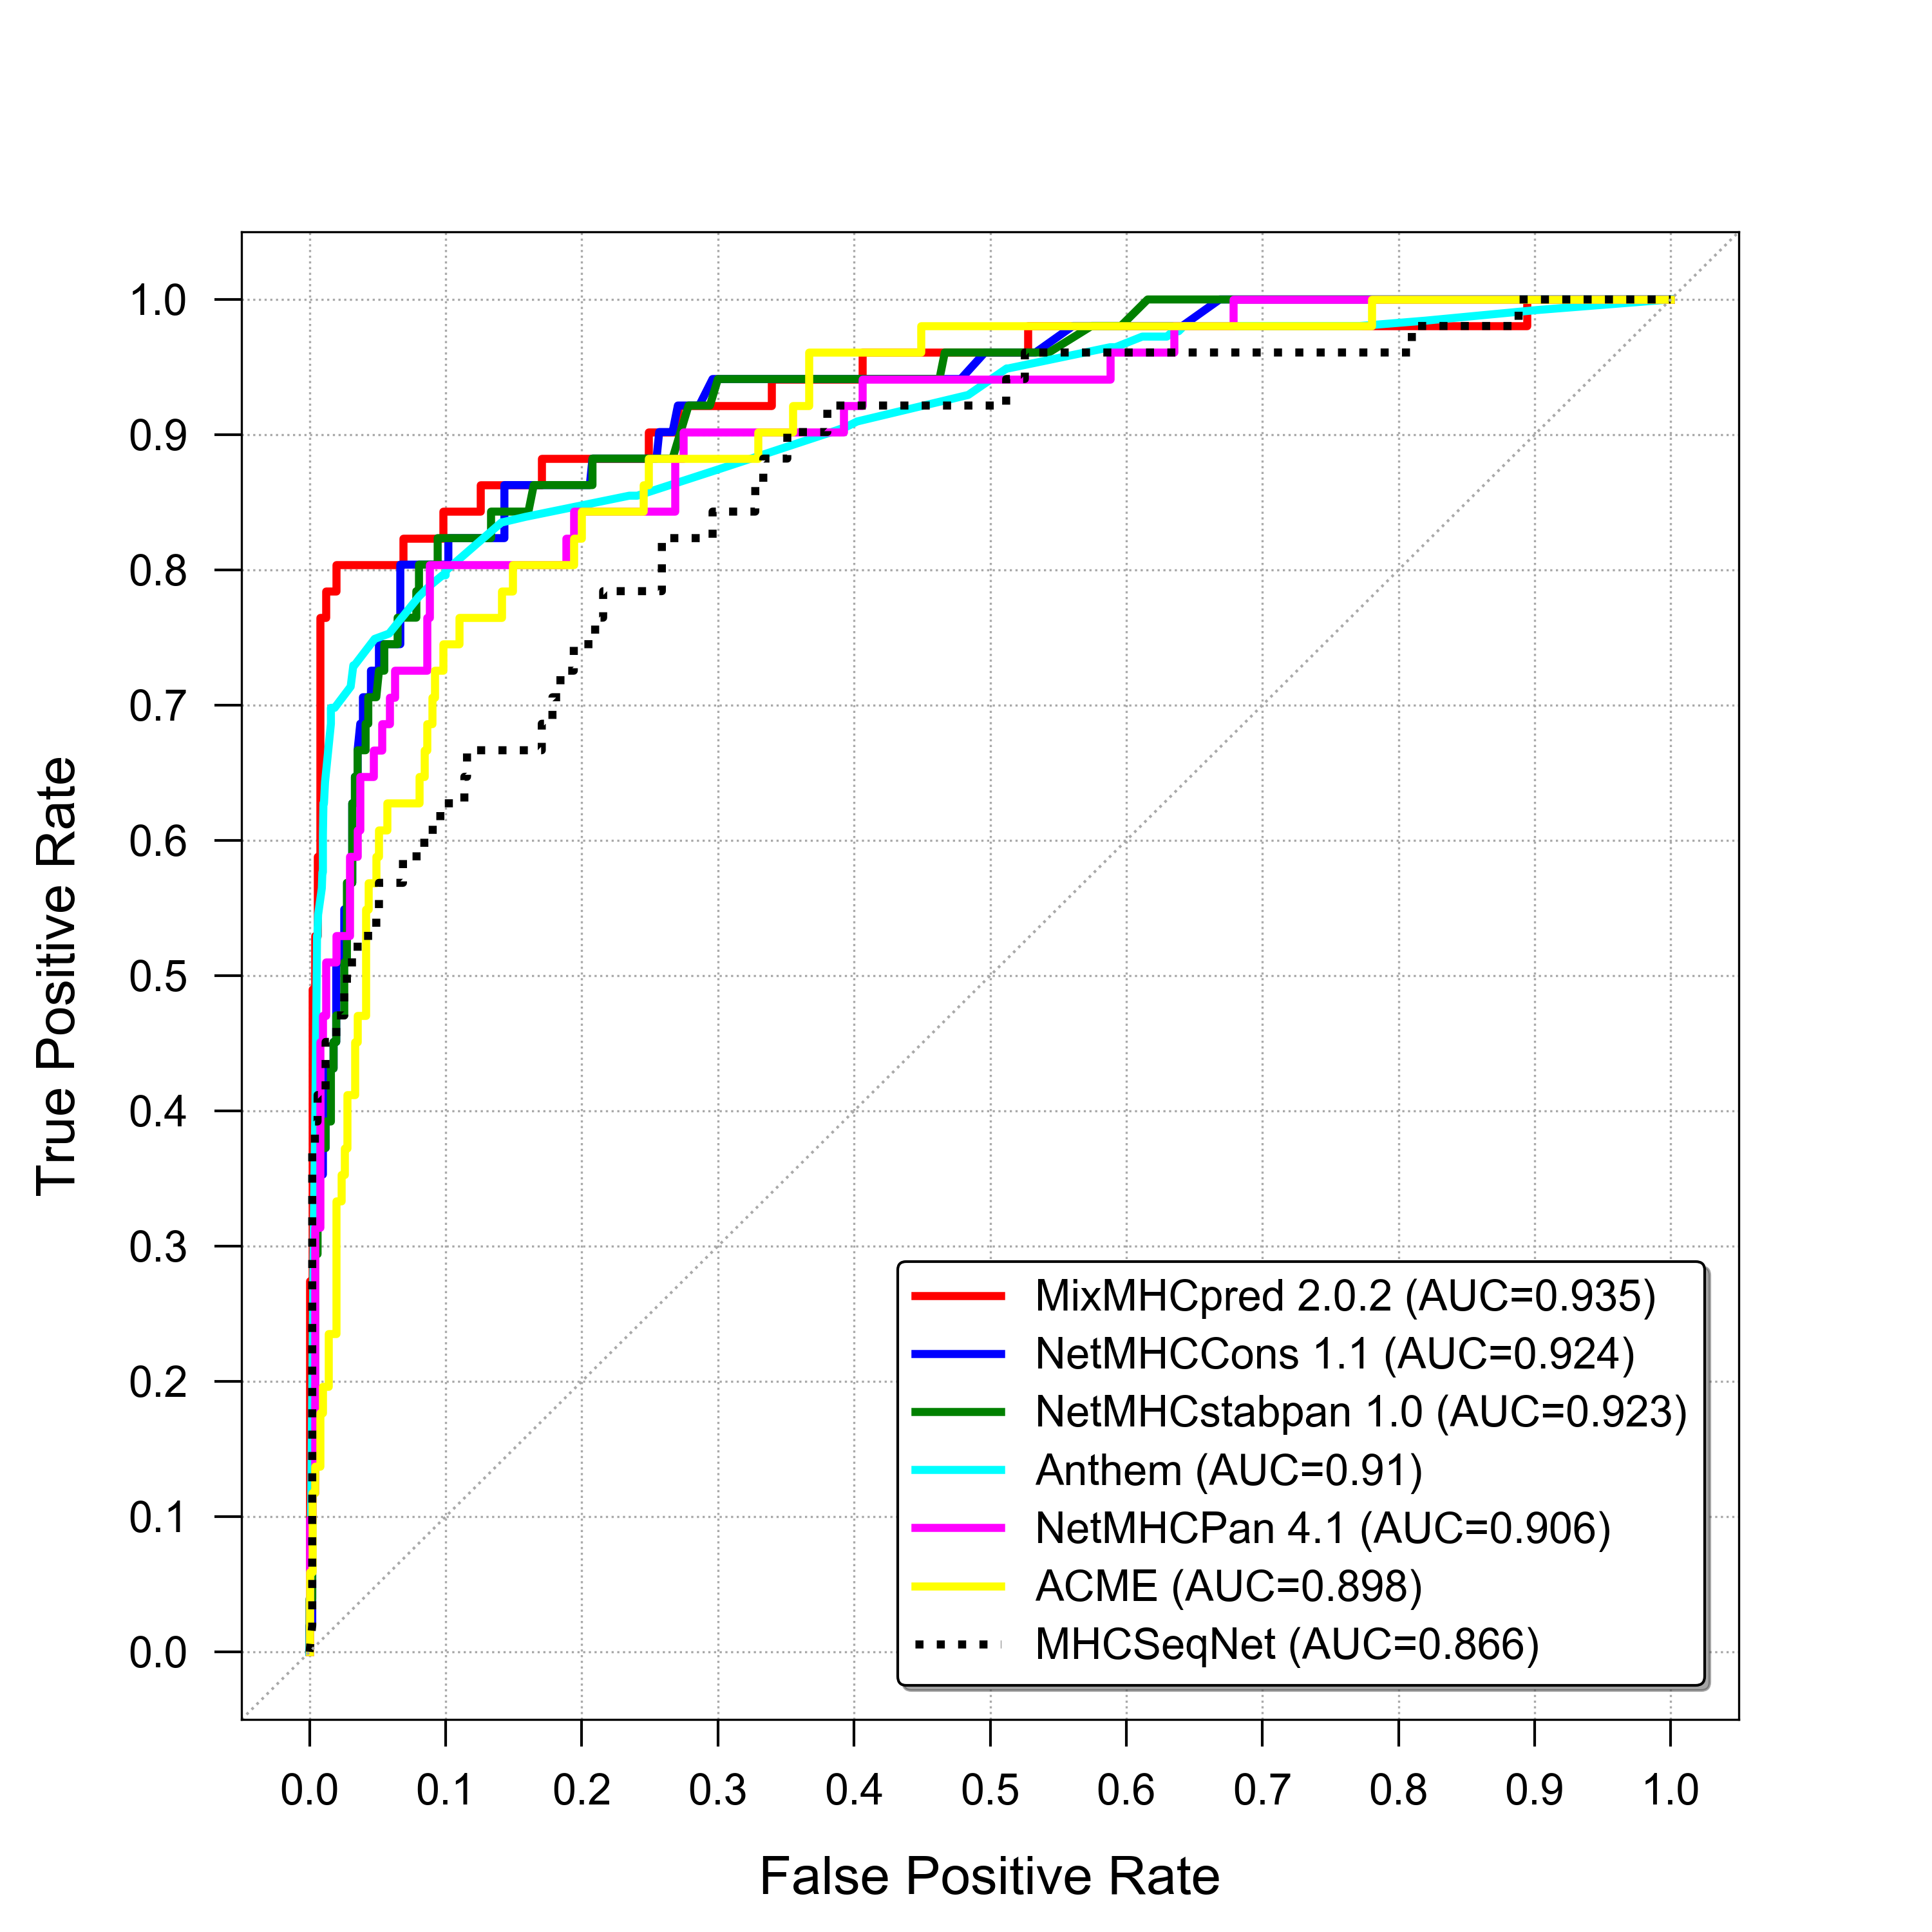 True Positive Rate
1.0
0.9
0.8
0.7
0.6
0.5
0.4
0.3
0.2
0.1
0.0
MixMHCpred 2.0.2 (AUC=0.935)
NetMHCCons 1.1 (AUC=0.924)
NetMHCstabpan 1.0 (AUC=0.923)
Anthem (AUC=0.91)
NetMHCPan 4.1 (AUC=0.906)
ACME (AUC=0.898)
MHCSeqNet (AUC=0.866)
0.0 0.1 0.2 0.3 0.4 0.5 0.6 0.7 0.8 0.9 1.0
False Positive Rate